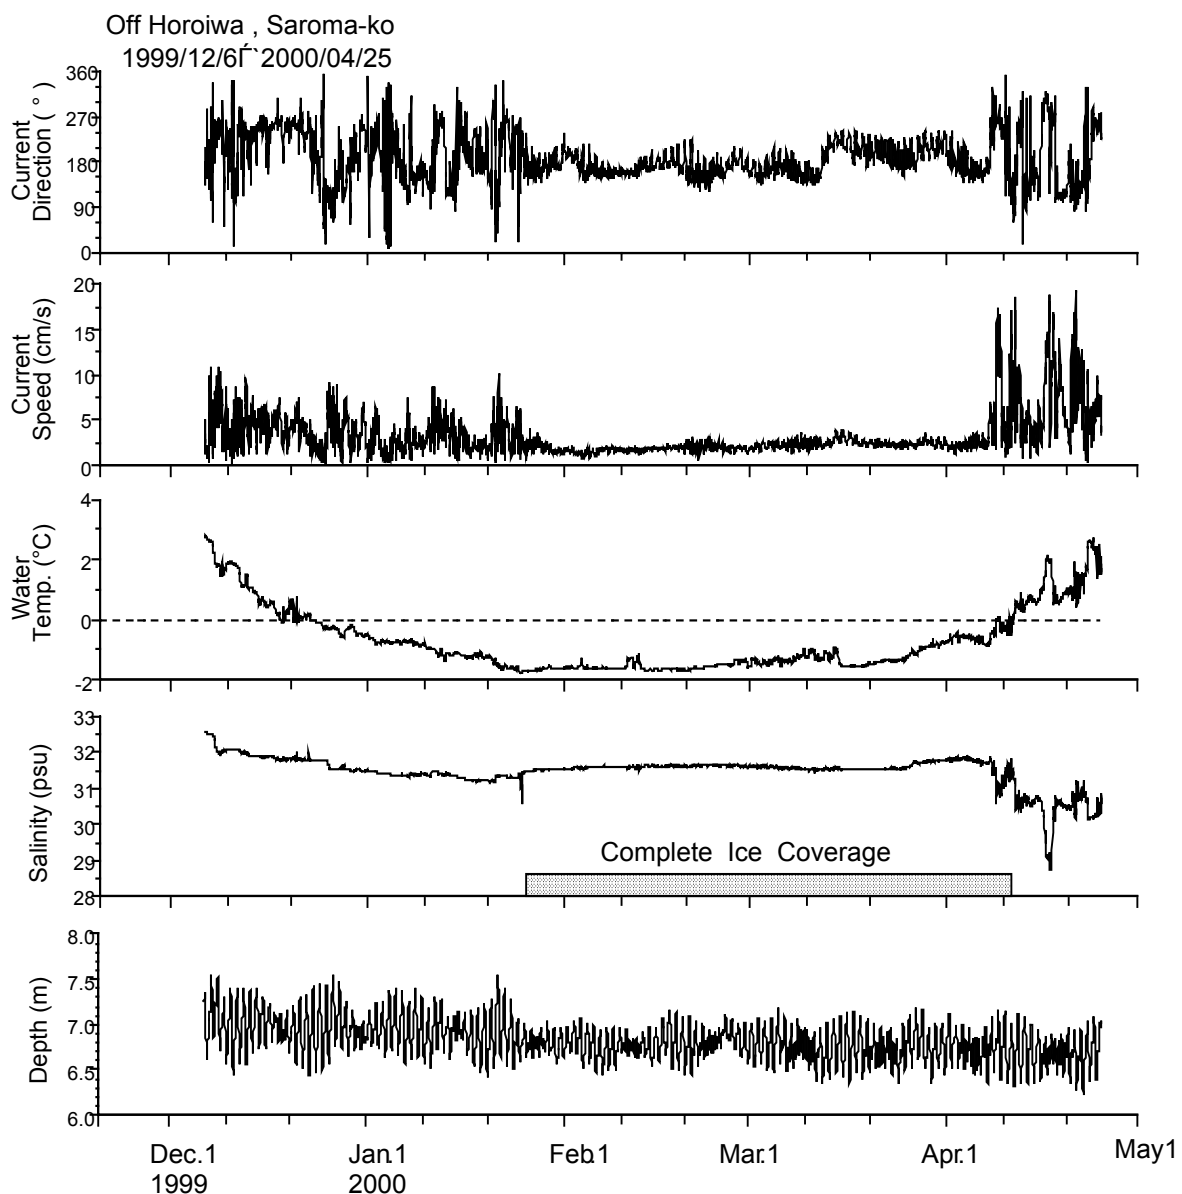 Off Horoiwa , Saroma-ko
1999/12/6Ѓ`2000/04/25
Current
Direction ( ° )
360
270
180
90
0
Current
Speed (cm/s)
20
15
10
5
0
Water
Temp. (°C)
4
2
0
-2
Salinity (psu)
33
32
31
30
29
28
Complete Ice Coverage
Depth (m)
8.0
7.5
7.0
6.5
6.0
Dec.1 Jan.1 Feb.1 Mar.1 Apr.1 May1
1999 2000